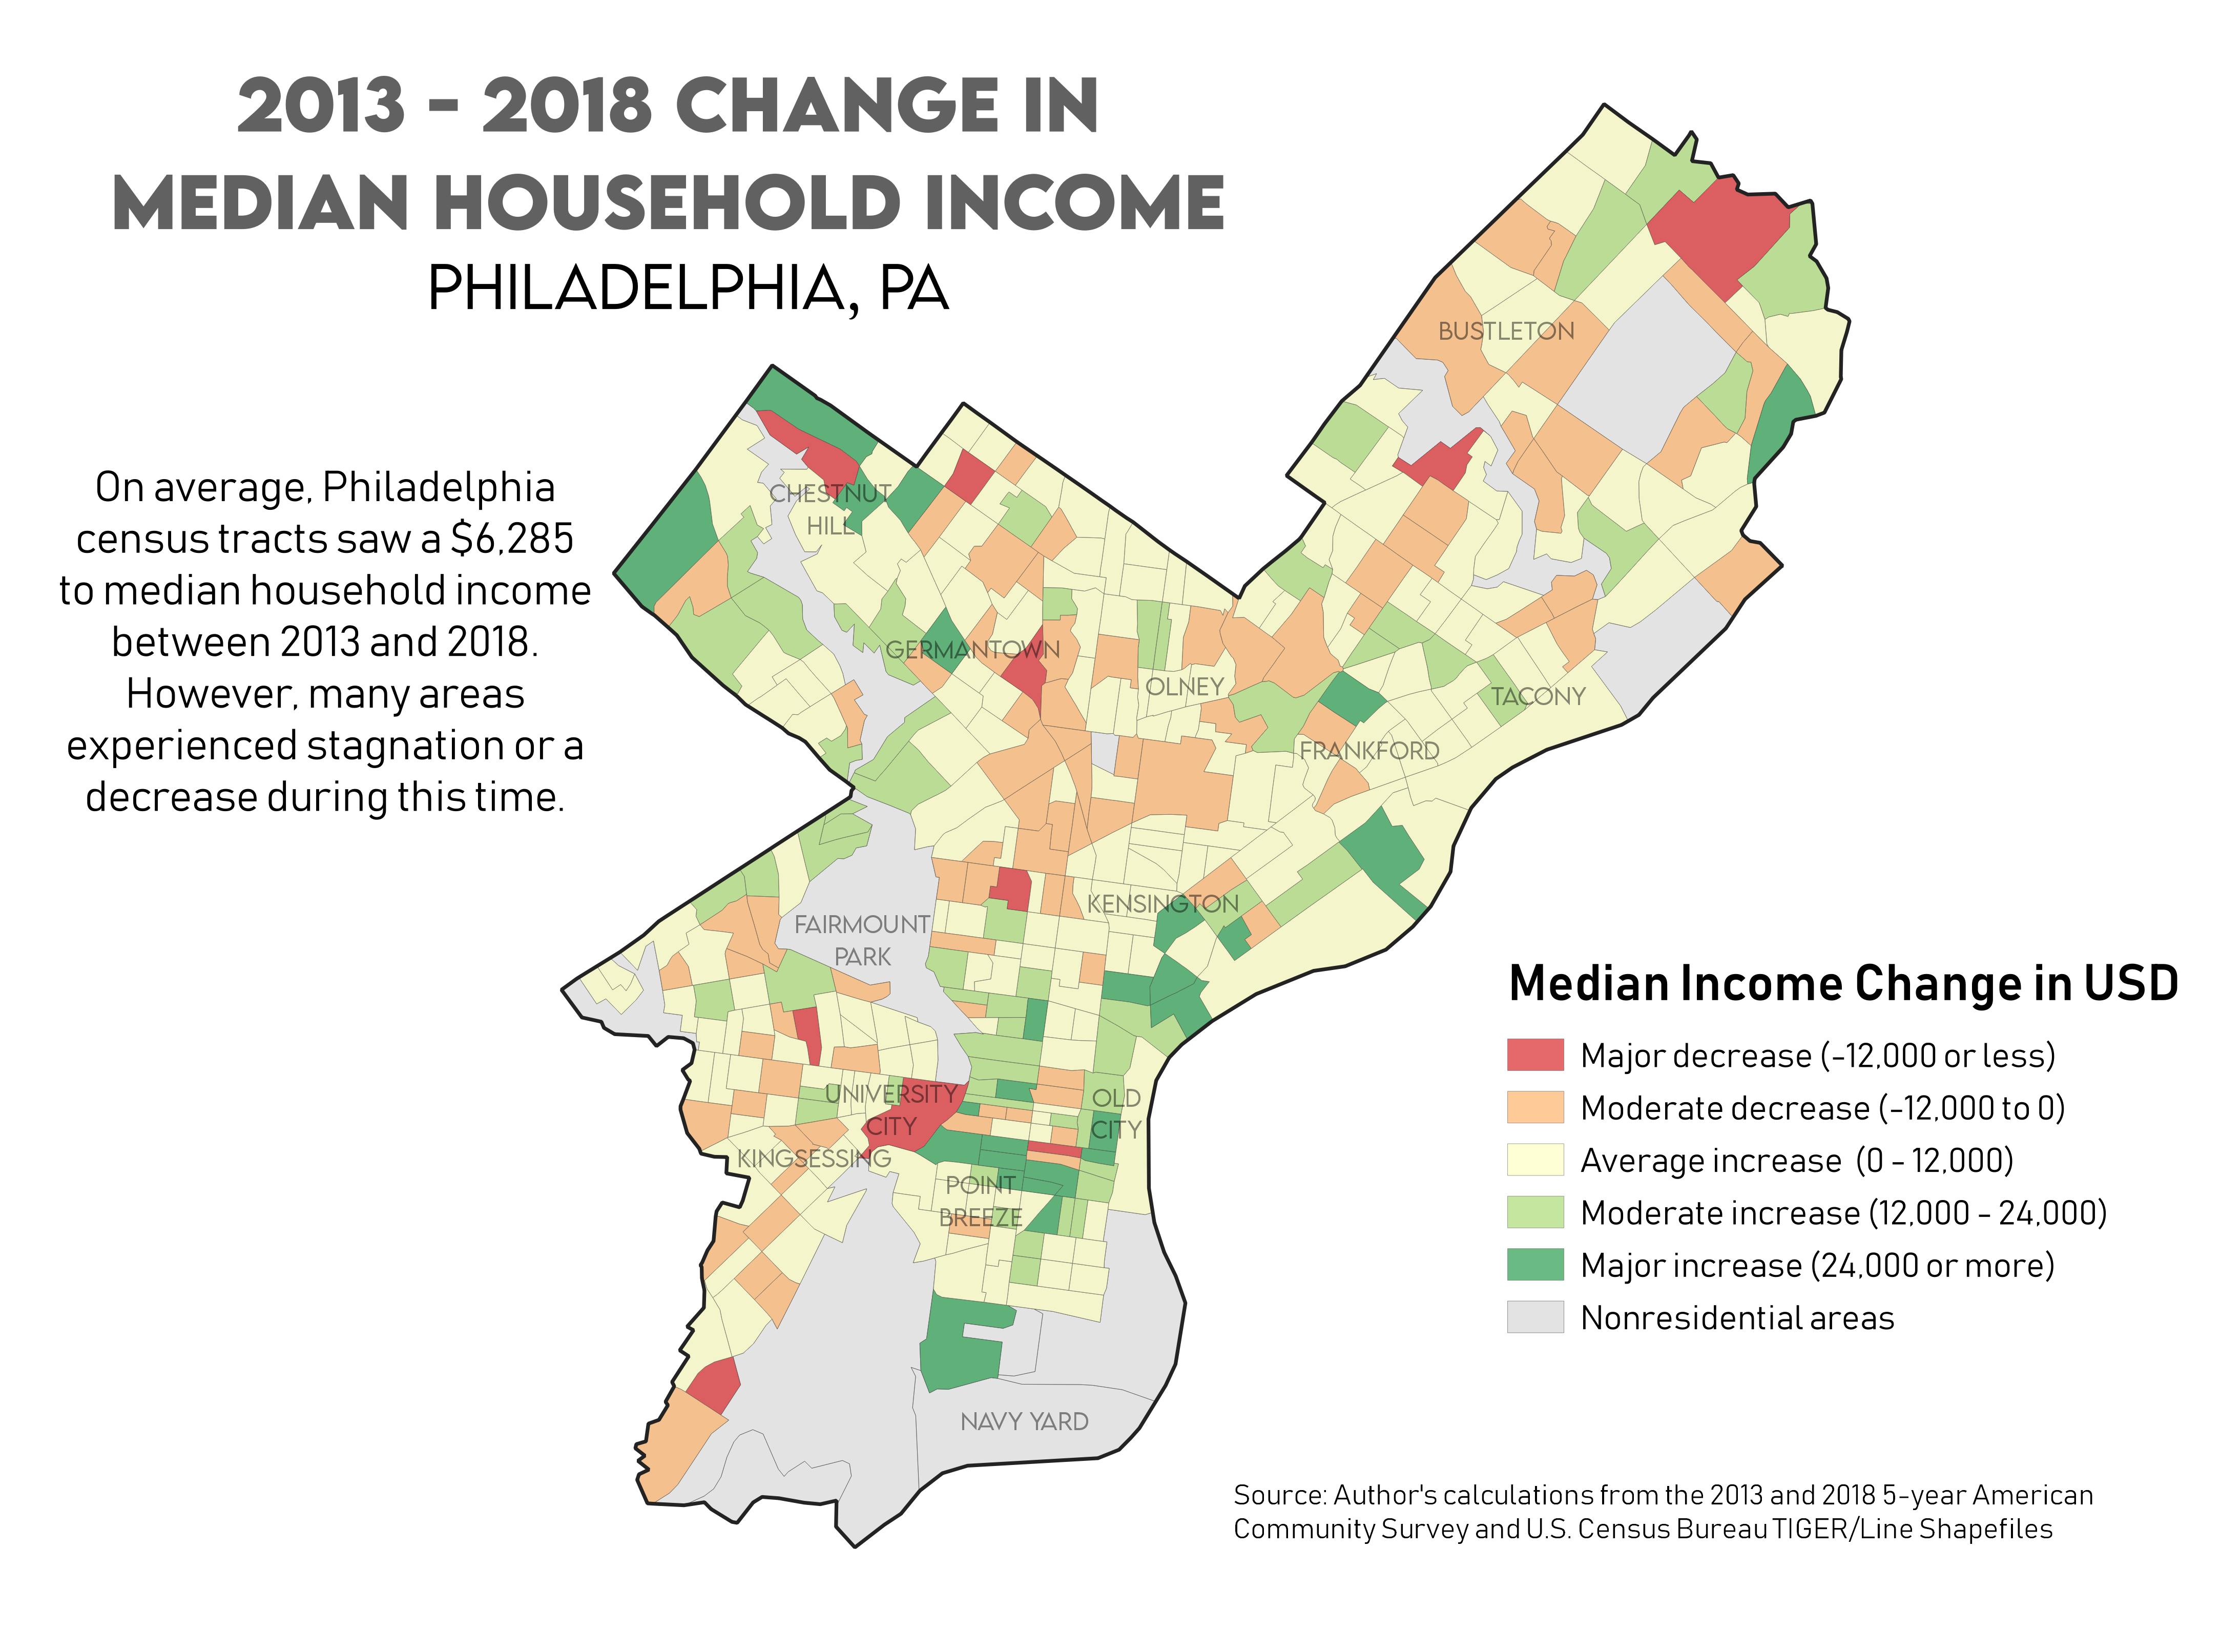 2013 - 2018 CHANGE IN
MEDIAN HOUSEHOLD INCOME
PHILADELPHIA, PA
On average, Philadelphia
census tracts saw a $6,285
to median household income
between 2013 and 2018.
However, many areas
experienced stagnation or a
decrease during this time.
BUSTLETON
CHESTNUT
HILL
GERMANTOWN
OLNEY
TACONY
FRANKFORD
KENSINGTON
FAIRMOUNT
PARK
UNIVERSITY
CITY
OLD
CITY
KINGSESSING
POINT
BREEZE
NAVY YARD
Median Income Change in USD
Major decrease (-12,000 or less)
Moderate decrease (-12,000 to 0)
Average increase (0 - 12,000)
Moderate increase (12,000 - 24,000)
Major increase (24,000 or more)
Nonresidential areas
Source: Author's calculations from the 2013 and 2018 5-year American
Community Survey and U.S. Census Bureau TIGER/Line Shapefiles